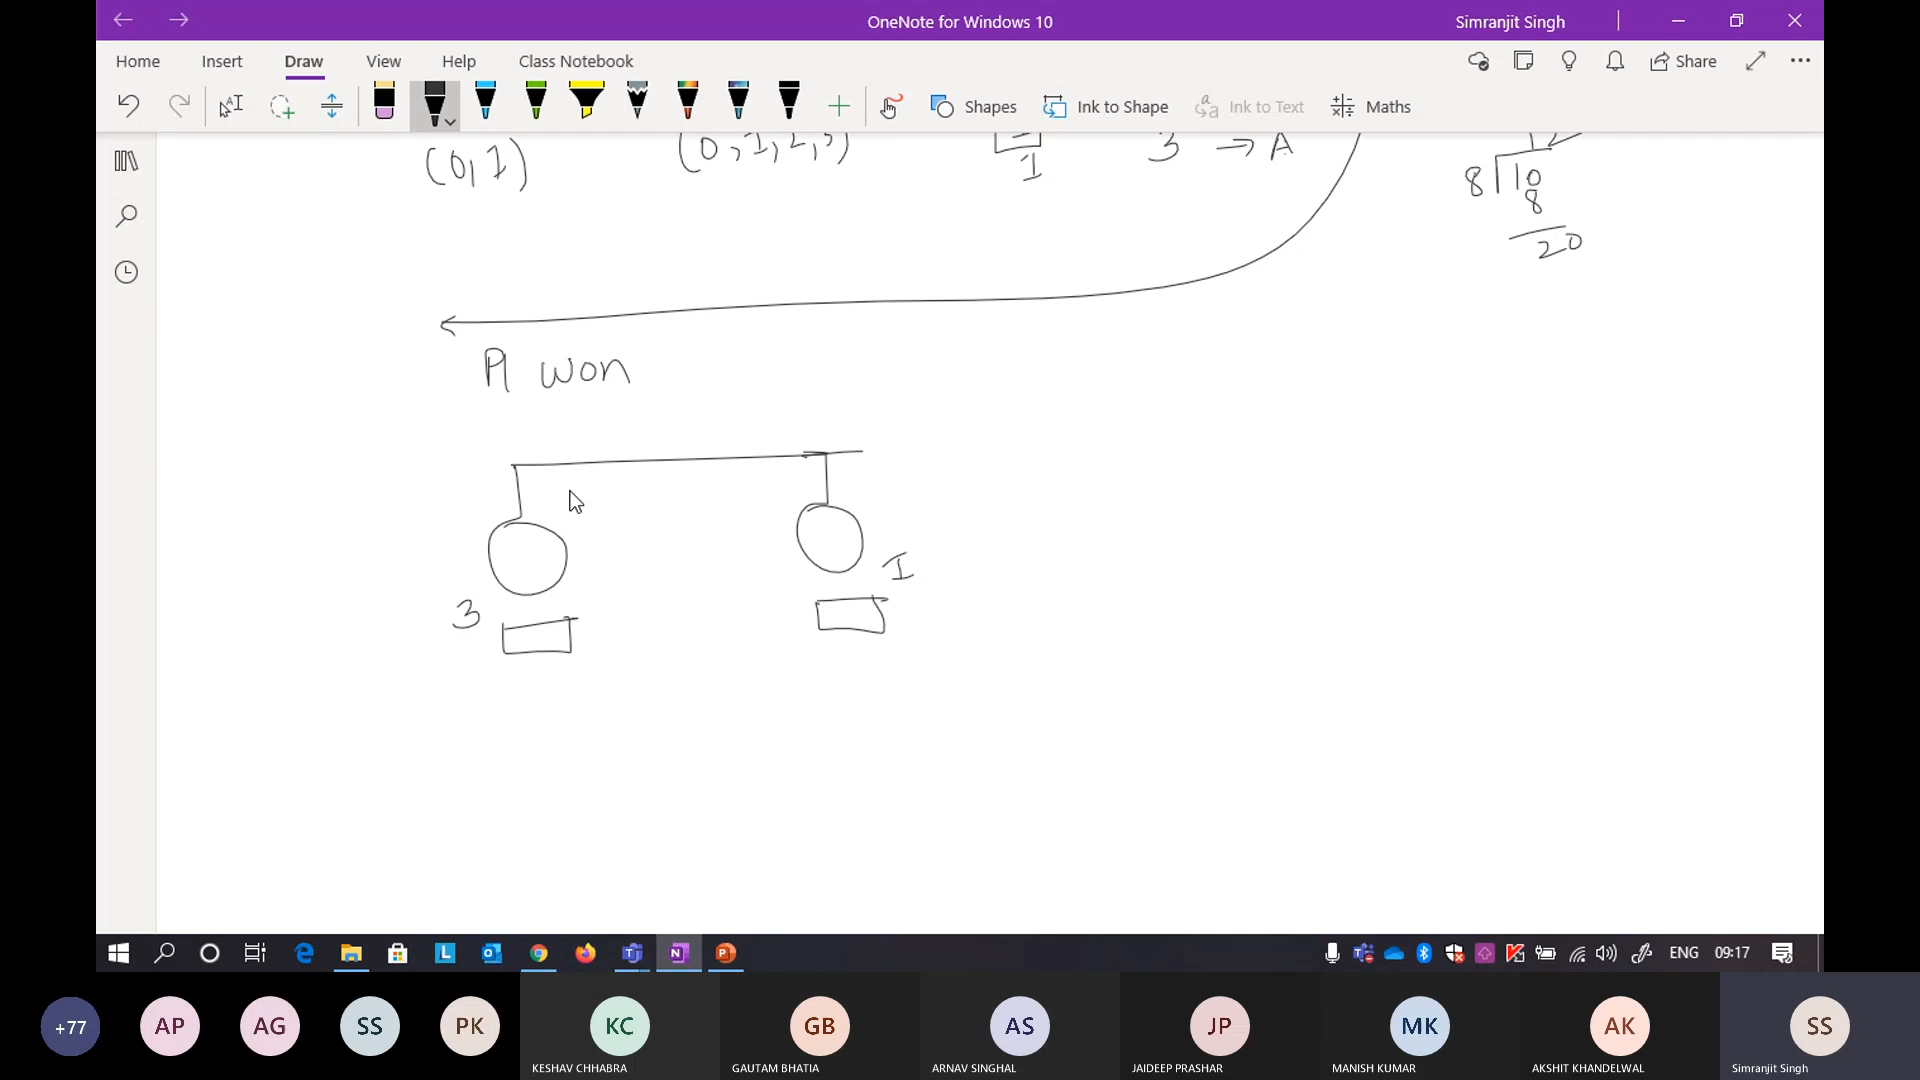 OneNote for Windows 10
Simranjit Singh
Home
Insert
Draw
View
Help
Class Notebook
Share
Shapes
Ink to Shape
Ink to Text
Maths
(0,1)
1
3 → A
8
10
8
20
P1 won
3
1
ENG
09:17
+77
AP
AG
SS
PK
KC
KESHAV CHHABRA
GB
GAUTAM BHATIA
AS
ARNAV SINGHAL
JP
JAIDEEP PRASHAR
MK
MANISH KUMAR
AK
AKSHIT KHANDELWAL
SS
Simranjit Singh